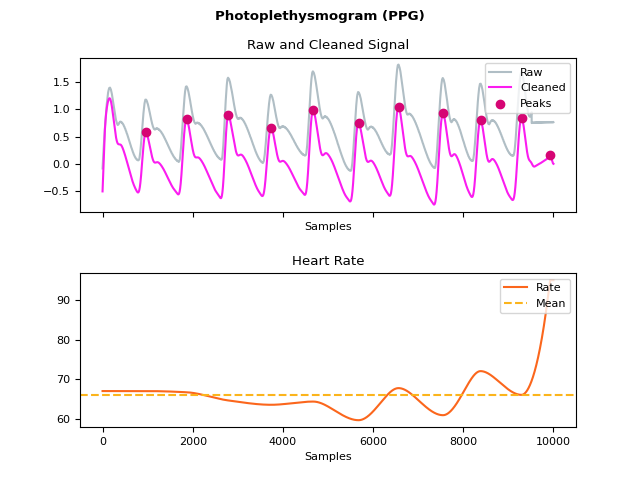 Photoplethysmogram (PPG)
Raw and Cleaned Signal
1.5
1.0
0.5
0.0
−0.5
Raw
Cleaned
Peaks
Samples
Heart Rate
90
80
70
60
Rate
Mean
0
2000
4000
6000
8000
10000
Samples